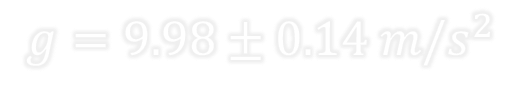 g = 9.98 ± 0.14 m/s²